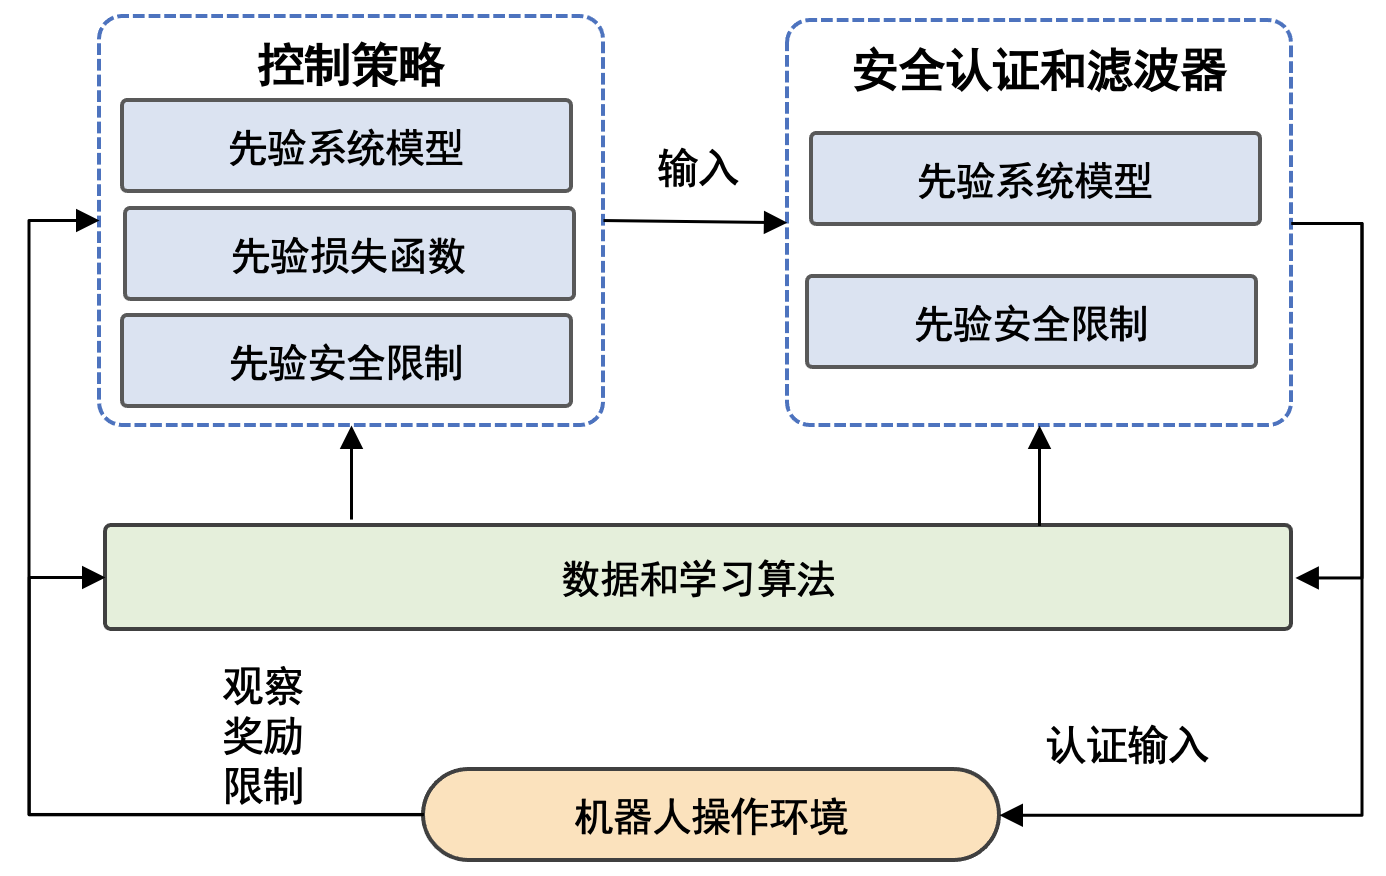 控制策略
先验系统模型
先验损失函数
先验安全限制
输入
安全认证和滤波器
先验系统模型
先验安全限制
数据和学习算法
观察
奖励
限制
认证输入
机器人操作环境